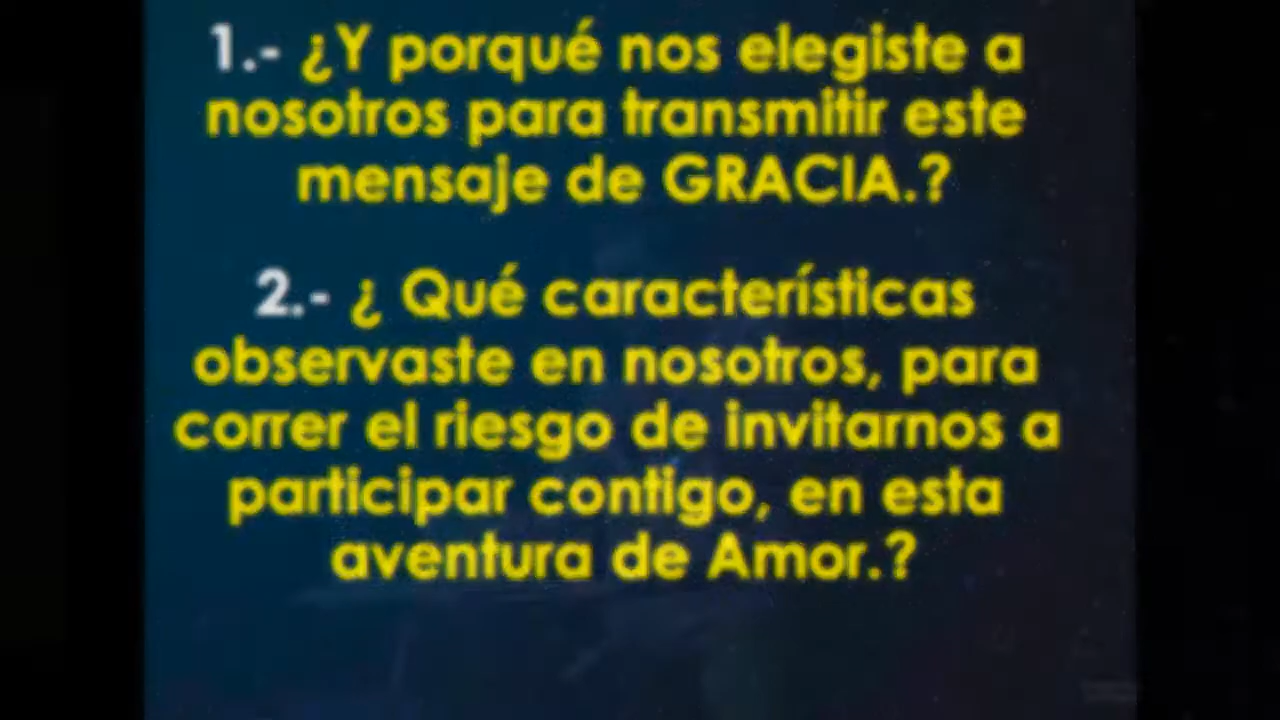 1.- ¿Y porqué nos elegiste a
nosotros para transmitir este
mensaje de GRACIA.?
2.- ¿ Qué características
observaste en nosotros, para
correr el riesgo de invitarnos a
participar contigo, en esta
aventura de Amor.?